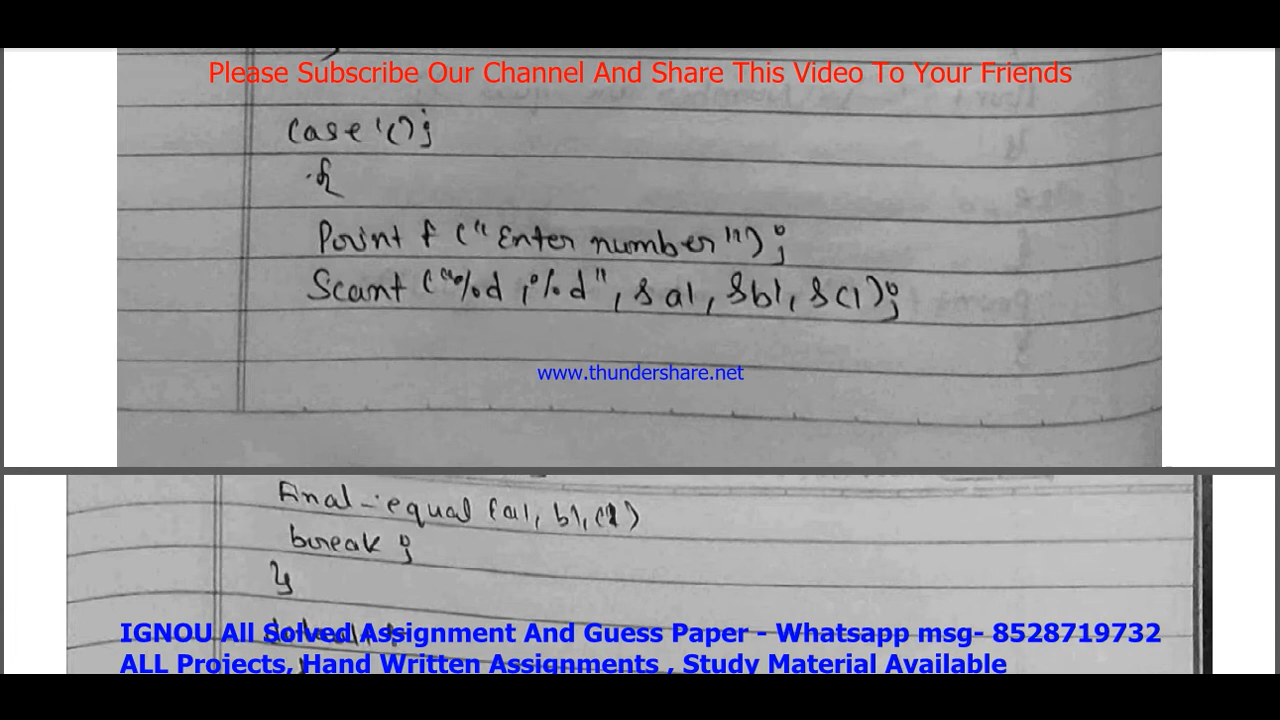 Please Subscribe Our Channel And Share This Video To Your Friends
Case '();
{
Point f ("Enter number");
Scant ("%d ,%d", &a1, &b1, &c1);
www.thundershare.net
Final-equal (a1, b1, c1)
break ;
}
IGNOU All Solved Assignment And Guess Paper - Whatsapp msg- 8528719732
ALL Projects, Hand Written Assignments , Study Material Available